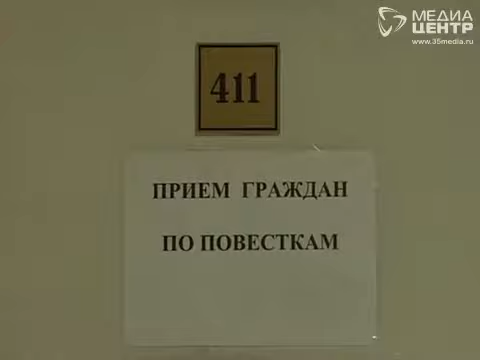 МЕДИА
ЦЕНТР
www.35media.ru
411
ПРИЕМ ГРАЖДАН
ПО ПОВЕСТКАМ